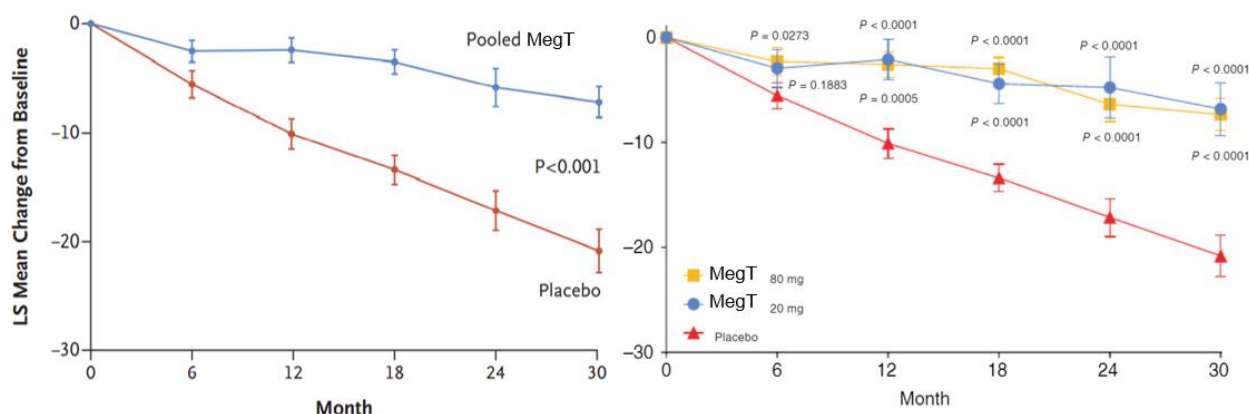 LS Mean Change from Baseline
0
−10
−20
−30
Pooled MegT
P<0.001
Placebo
0 6 12 18 24 30
Month
0
−10
−20
−30
P = 0.0273
P < 0.0001
P < 0.0001
P < 0.0001
P < 0.0001
P = 0.1883
P = 0.0005
P < 0.0001
P < 0.0001
P < 0.0001
MegT 80 mg
MegT 20 mg
Placebo
0 6 12 18 24 30
Month